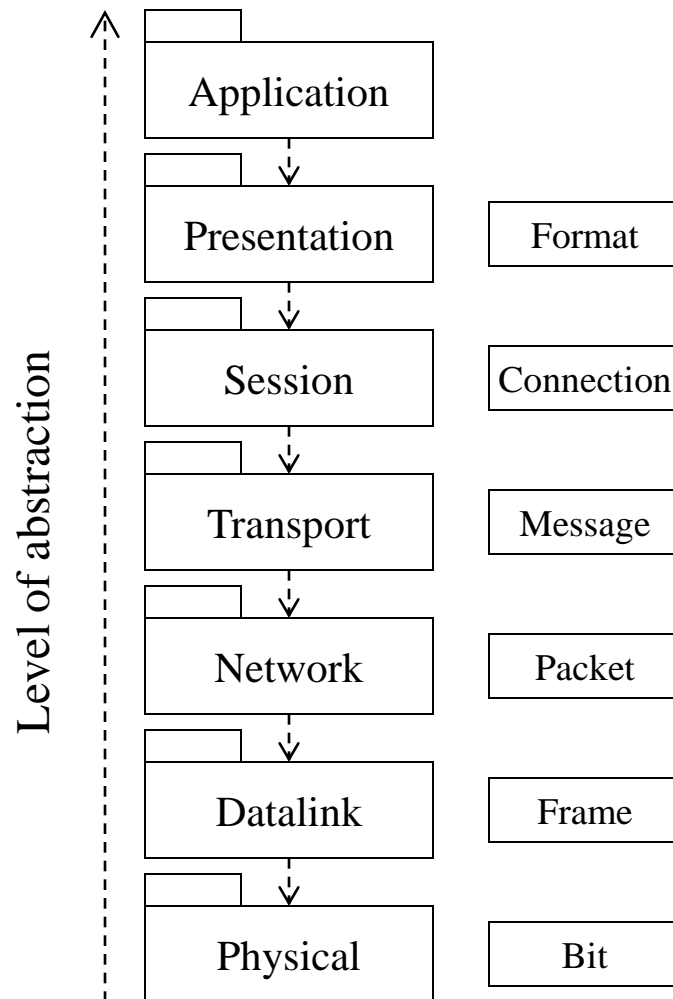 Application
Presentation
Format
Session
Connection
Transport
Message
Network
Packet
Datalink
Frame
Physical
Bit
Level of abstraction